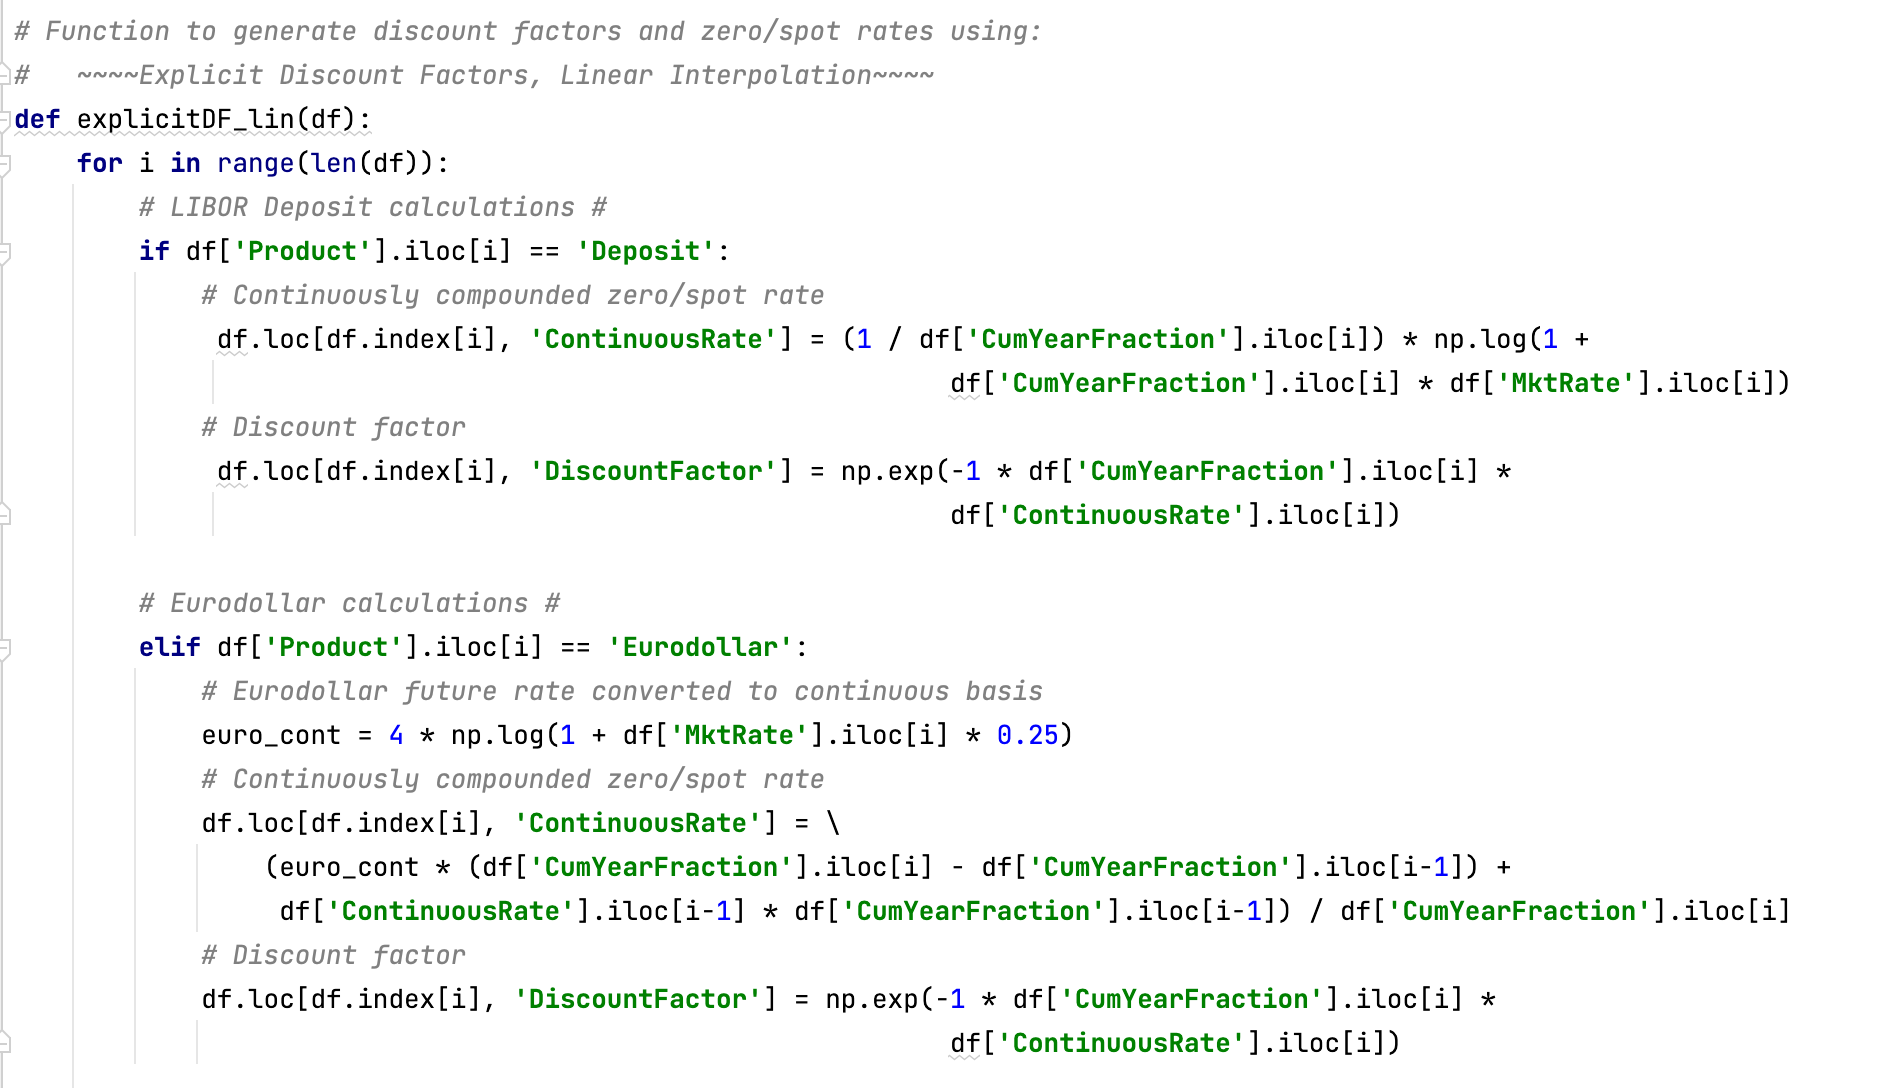 # Function to generate discount factors and zero/spot rates using:
#   ~~~~Explicit Discount Factors, Linear Interpolation~~~~
def explicitDF_lin(df):
    for i in range(len(df)):
        # LIBOR Deposit calculations #
        if df['Product'].iloc[i] == 'Deposit':
            # Continuously compounded zero/spot rate
             df.loc[df.index[i], 'ContinuousRate'] = (1 / df['CumYearFraction'].iloc[i]) * np.log(1 +
                                                            df['CumYearFraction'].iloc[i] * df['MktRate'].iloc[i])
            # Discount factor
             df.loc[df.index[i], 'DiscountFactor'] = np.exp(-1 * df['CumYearFraction'].iloc[i] *
                                                            df['ContinuousRate'].iloc[i])

        # Eurodollar calculations #
        elif df['Product'].iloc[i] == 'Eurodollar':
            # Eurodollar future rate converted to continuous basis
            euro_cont = 4 * np.log(1 + df['MktRate'].iloc[i] * 0.25)
            # Continuously compounded zero/spot rate
            df.loc[df.index[i], 'ContinuousRate'] = \
                (euro_cont * (df['CumYearFraction'].iloc[i] - df['CumYearFraction'].iloc[i-1]) +
                 df['ContinuousRate'].iloc[i-1] * df['CumYearFraction'].iloc[i-1]) / df['CumYearFraction'].iloc[i]
            # Discount factor
            df.loc[df.index[i], 'DiscountFactor'] = np.exp(-1 * df['CumYearFraction'].iloc[i] *
                                                            df['ContinuousRate'].iloc[i])